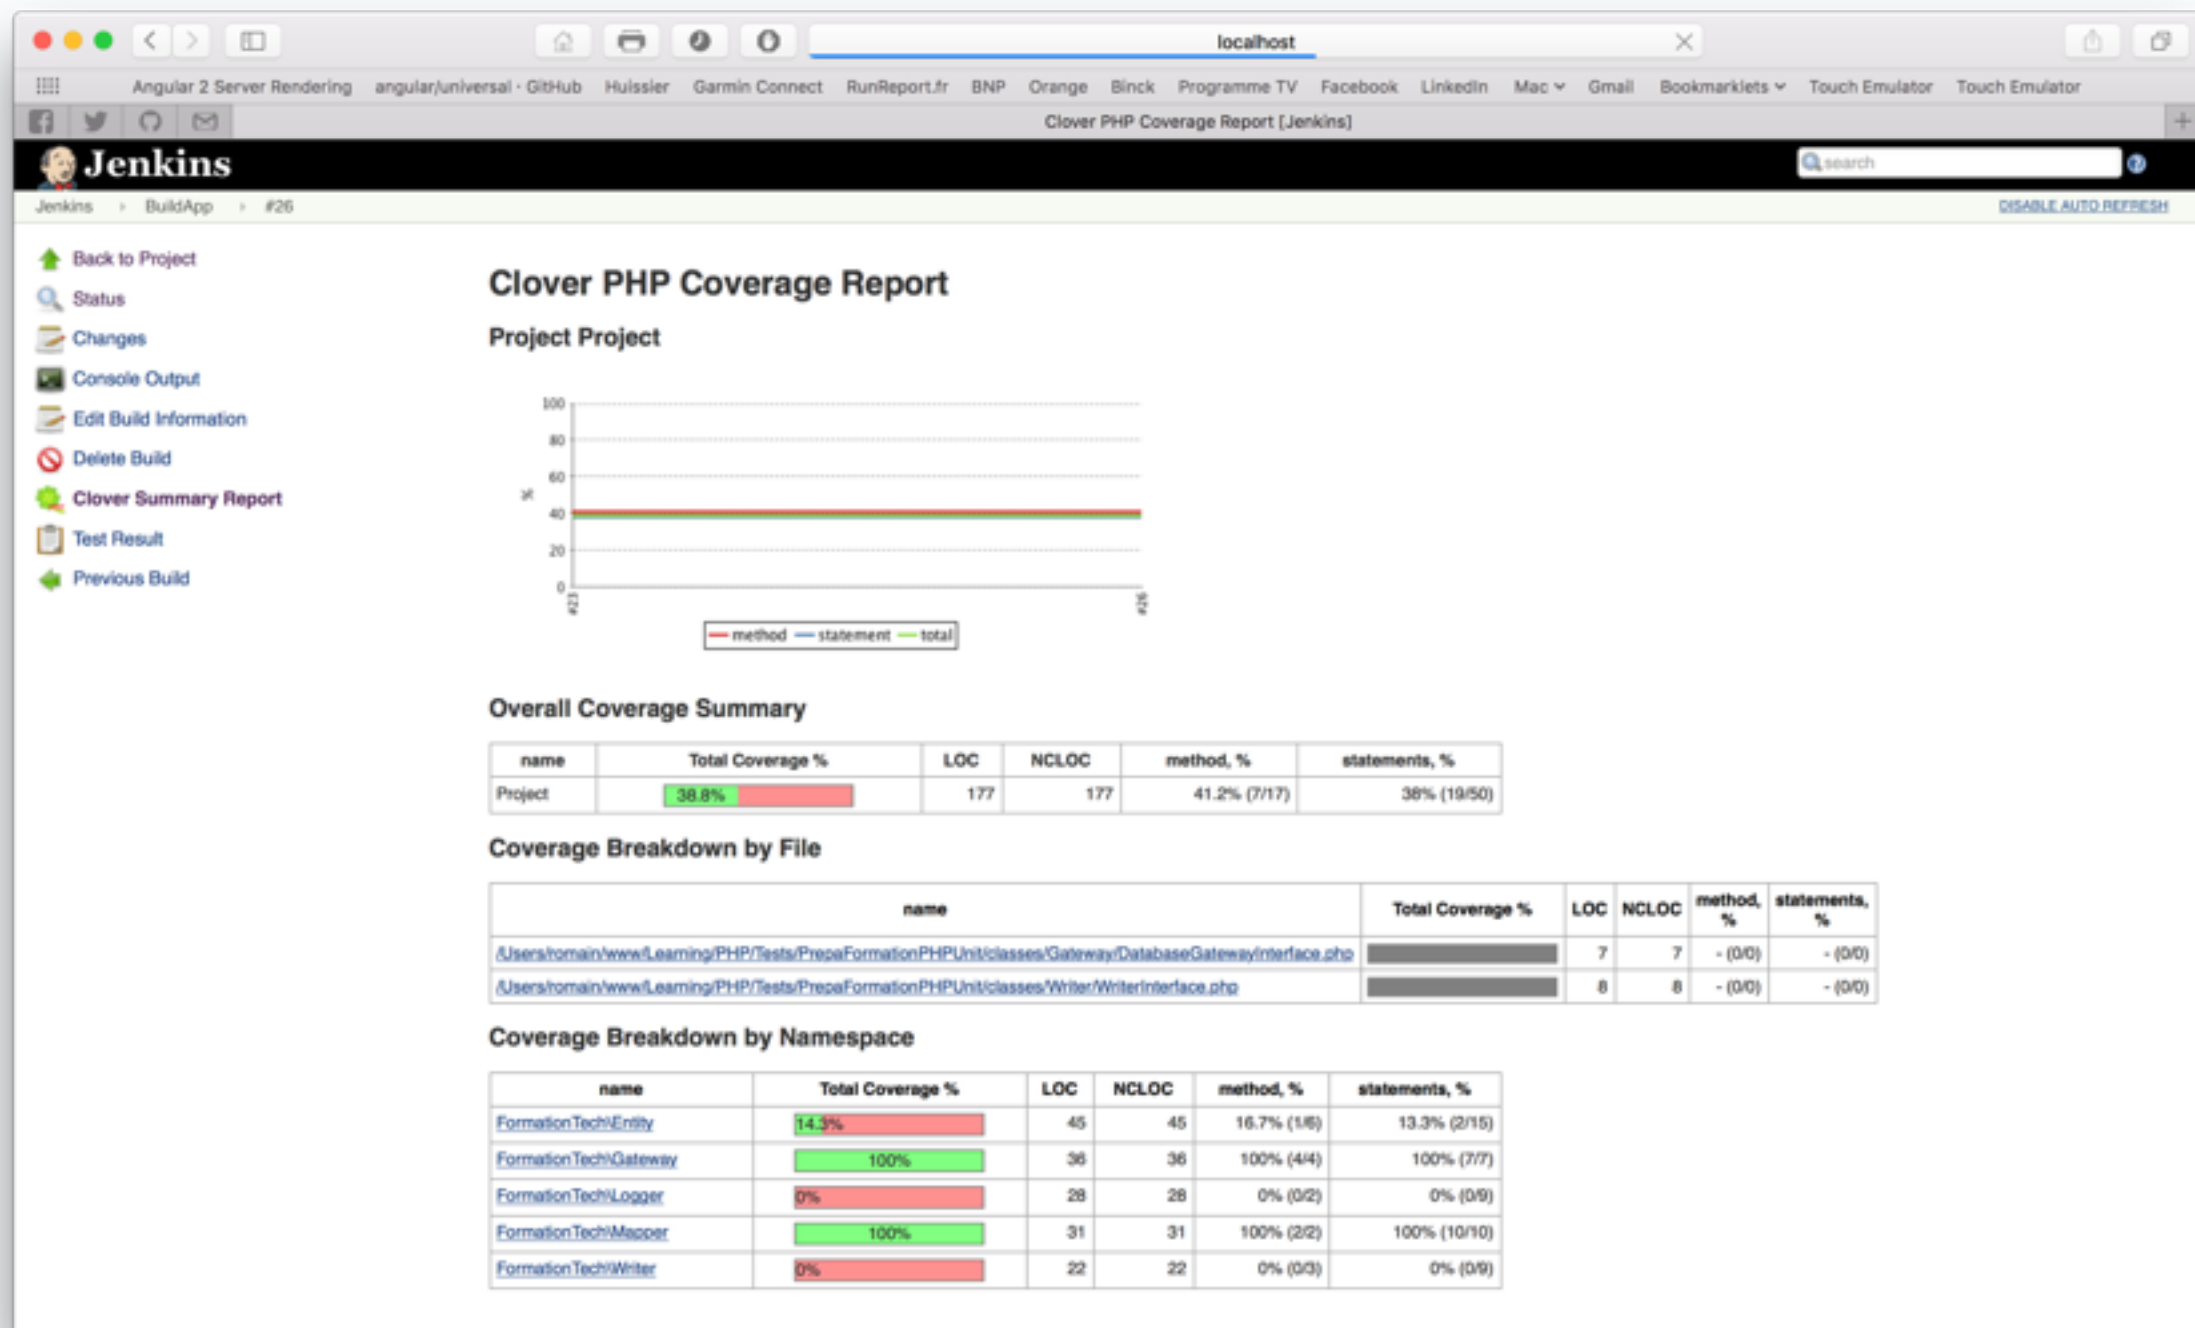 localhost
Angular 2 Server Rendering angular/universal · GitHub Huissier Garmin Connect RunReport.fr BNP Orange Binck Programme TV Facebook LinkedIn Mac Gmail Bookmarklets Touch Emulator Touch Emulator
Clover PHP Coverage Report [Jenkins]
Jenkins search
Jenkins BuildApp #26 DISABLE AUTO REFRESH
Back to Project
Status
Changes
Console Output
Edit Build Information
Delete Build
Clover Summary Report
Test Result
Previous Build
Clover PHP Coverage Report
Project Project
100
80
60
%
40
20
0
#23 #26
method statement total
Overall Coverage Summary
name Total Coverage % LOC NCLOC method, % statements, %
Project 38.8% 177 177 41.2% (7/17) 38% (19/50)
Coverage Breakdown by File
name Total Coverage % LOC NCLOC method, % statements, %
/Users/romain/www/Learning/PHP/Tests/PrepaFormationPHPUnit/classes/Gateway/DatabaseGatewayInterface.php 7 7 - (0/0) - (0/0)
/Users/romain/www/Learning/PHP/Tests/PrepaFormationPHPUnit/classes/Writer/WriterInterface.php 8 8 - (0/0) - (0/0)
Coverage Breakdown by Namespace
name Total Coverage % LOC NCLOC method, % statements, %
FormationTech\Entity 14.3% 45 45 16.7% (1/6) 13.3% (2/15)
FormationTech\Gateway 100% 36 36 100% (4/4) 100% (7/7)
FormationTech\Logger 0% 28 28 0% (0/2) 0% (0/9)
FormationTech\Mapper 100% 31 31 100% (2/2) 100% (10/10)
FormationTech\Writer 0% 22 22 0% (0/3) 0% (0/9)